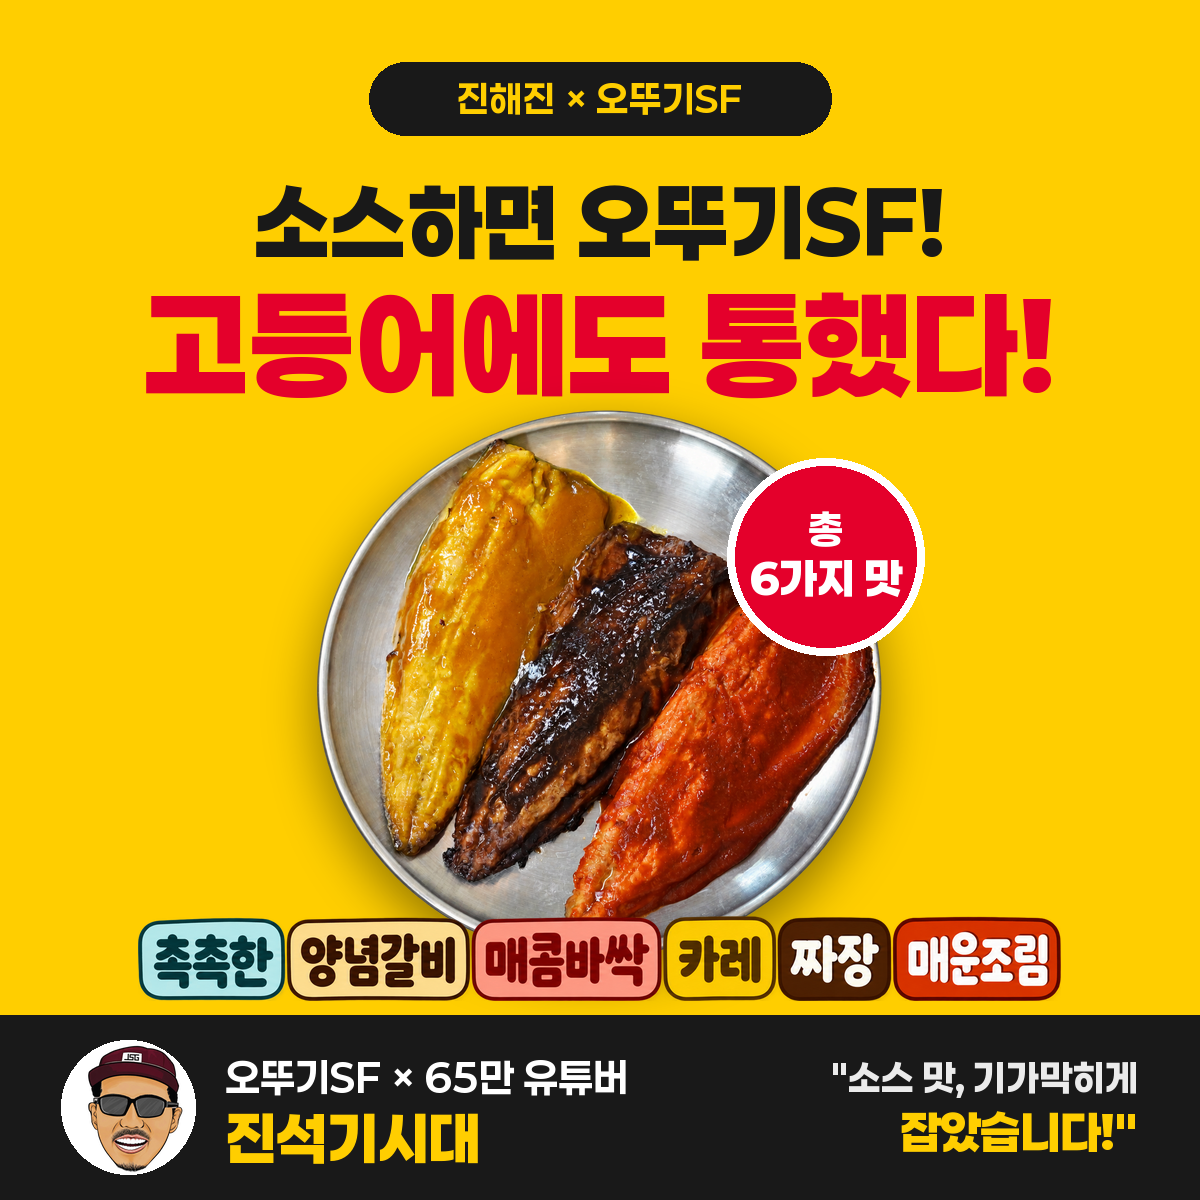 진해진 × 오뚜기SF
소스하면 오뚜기SF!
고등어에도 통했다!
총
6가지 맛
촉촉한 양념갈비 매콤바싹 카레 짜장 매운조림
JSG
오뚜기SF × 65만 유튜버
진석기시대
"소스 맛, 기가막히게
잡았습니다!"